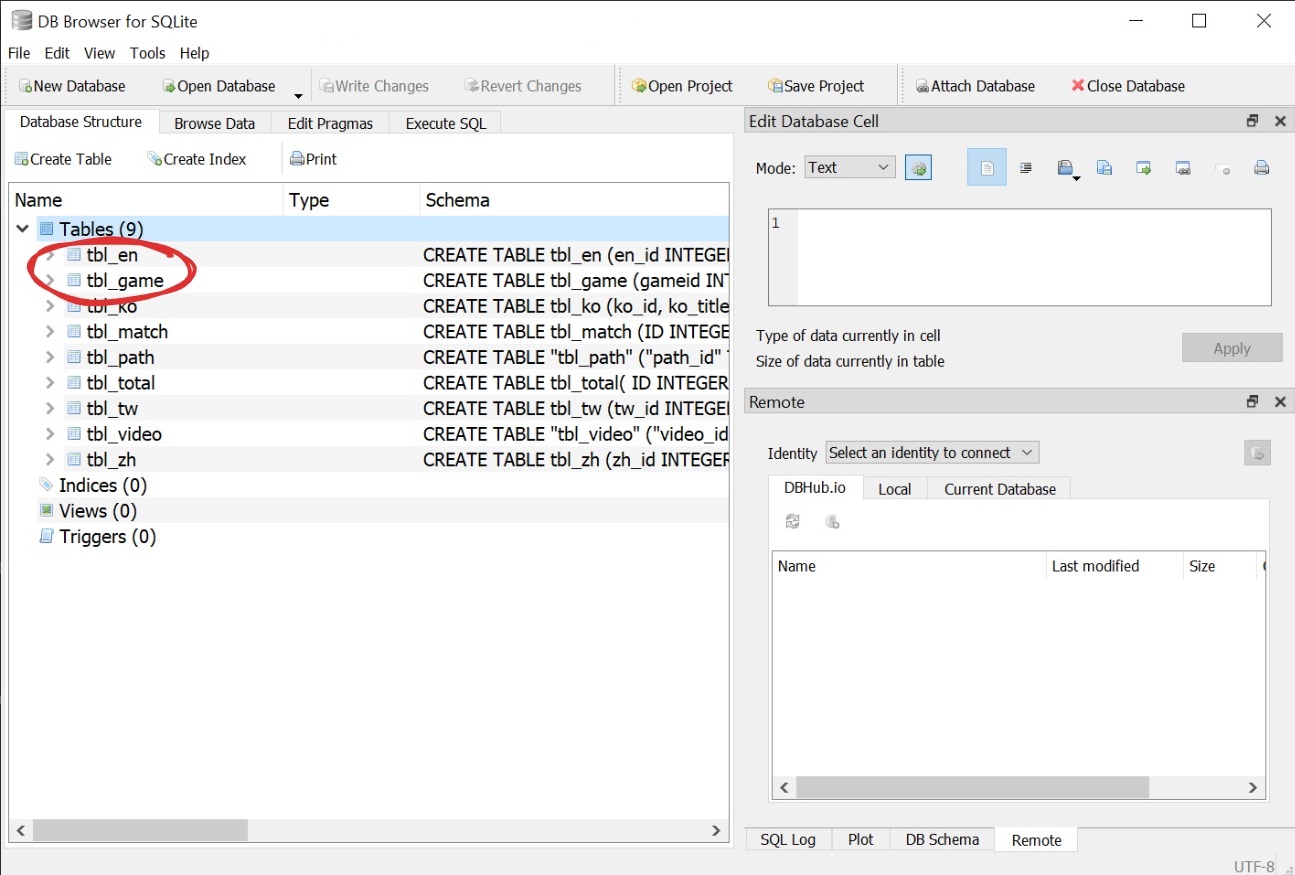 DB Browser for SQLite
File Edit View Tools Help
New Database Open Database Write Changes Revert Changes Open Project Save Project Attach Database Close Database
Database Structure Browse Data Edit Pragmas Execute SQL
Create Table Create Index Print
Name Type Schema
Tables (9)
tbl_en CREATE TABLE tbl_en (en_id INTEGER
tbl_game CREATE TABLE tbl_game (gameid INT
tbl_ko CREATE TABLE tbl_ko (ko_id, ko_title
tbl_match CREATE TABLE tbl_match (ID INTEGE
tbl_path CREATE TABLE "tbl_path" ("path_id"
tbl_total CREATE TABLE tbl_total( ID INTEGER
tbl_tw CREATE TABLE tbl_tw (tw_id INTEGER
tbl_video CREATE TABLE "tbl_video" ("video_id
tbl_zh CREATE TABLE tbl_zh (zh_id INTEGER
Indices (0)
Views (0)
Triggers (0)
Edit Database Cell
Mode: Text
1
Type of data currently in cell
Size of data currently in table
Apply
Remote
Identity Select an identity to connect
DBHub.io Local Current Database
Name Last modified Size
SQL Log Plot DB Schema Remote
UTF-8